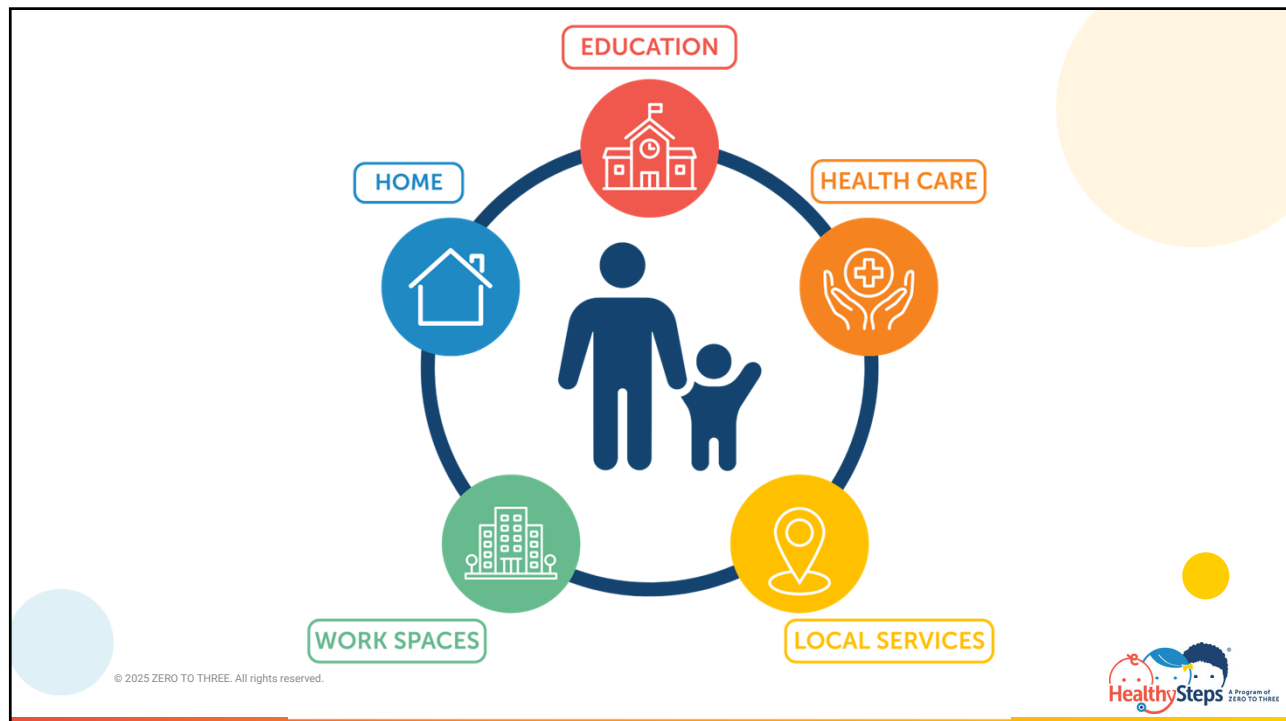 EDUCATION
HOME
HEALTH CARE
WORK SPACES
LOCAL SERVICES
© 2025 ZERO TO THREE. All rights reserved.
HealthySteps ®
A Program of
ZERO TO THREE